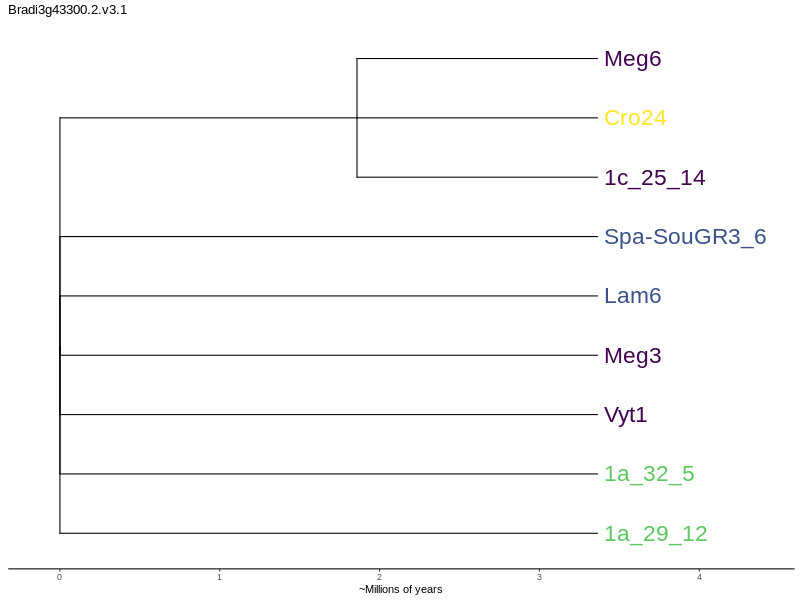 Bradi3g43300.2.v3.1
Meg6
Cro24
1c_25_14
Spa-SouGR3_6
Lam6
Meg3
Vyt1
1a_32_5
1a_29_12
0 1 2 3 4
~Millions of years